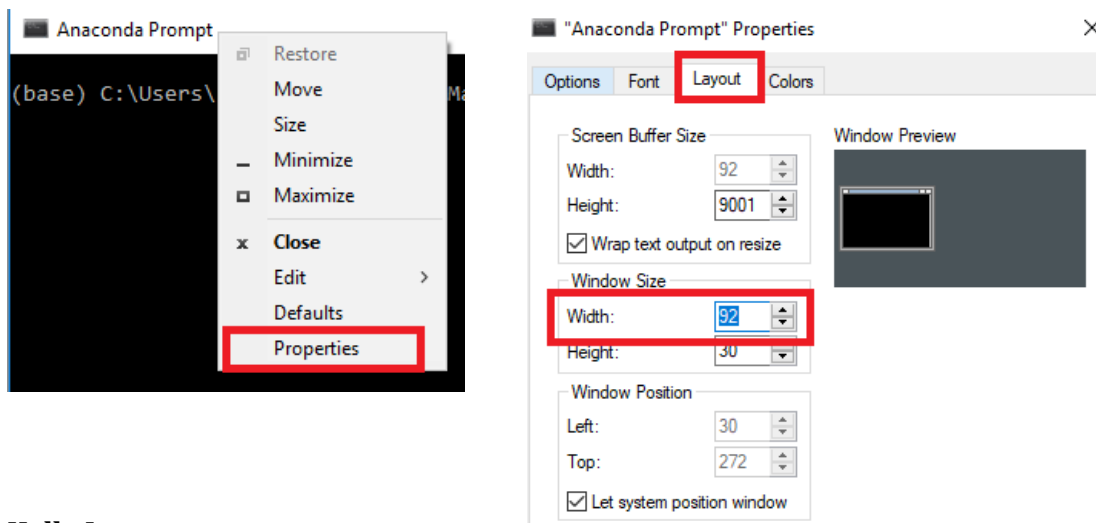 Anaconda Prompt
Restore
(base) C:\Users\
Move
Size
Minimize
Maximize
x Close
Edit >
Defaults
Properties
"Anaconda Prompt" Properties
Options Font Layout Colors
Screen Buffer Size
Width: 92
Height: 9001
Wrap text output on resize
Window Size
Width: 92
Height: 30
Window Position
Left: 30
Top: 272
Let system position window
Window Preview